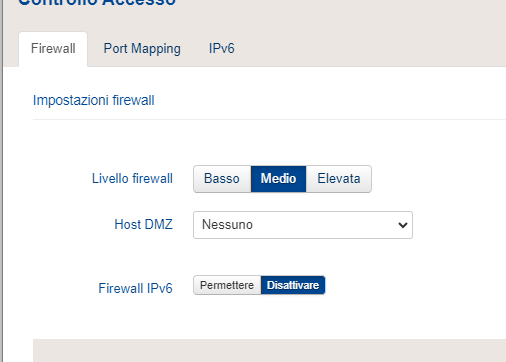 Controllo Accesso
Firewall Port Mapping IPv6
Impostazioni firewall
Livello firewall Basso Medio Elevata
Host DMZ Nessuno
Firewall IPv6 Permettere Disattivare